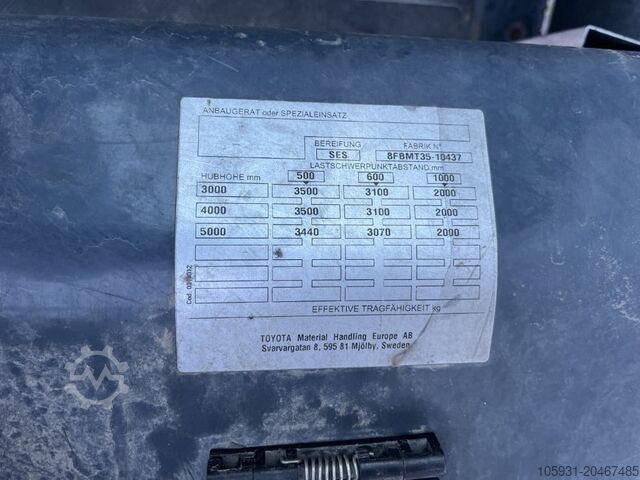 ANBAUGERÄT oder SPEZIALEINSATZ
BEREIFUNG FABRIK N°
SES 8FBMT35-10437
LASTSCHWERPUNKTABSTAND mm
HUBHÖHE mm 500 600 1000
3000 3500 3100 2000
4000 3500 3100 2000
5000 3440 3070 2000
EFFEKTIVE TRAGFÄHIGKEIT kg
TOYOTA Material Handling Europe AB
Svarvargatan 8, 595 81 Mjölby, Sweden
105931-20467485